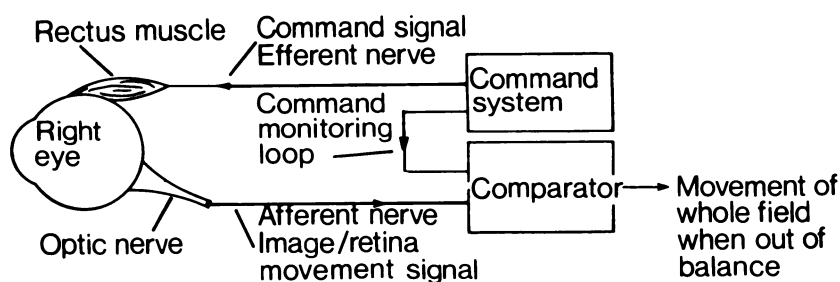 Rectus muscle
Command signal
Efferent nerve
Command
system
Command
monitoring
loop
Right
eye
Comparator
Movement of
whole field
when out of
balance
Optic nerve
Afferent nerve
Image/retina
movement signal